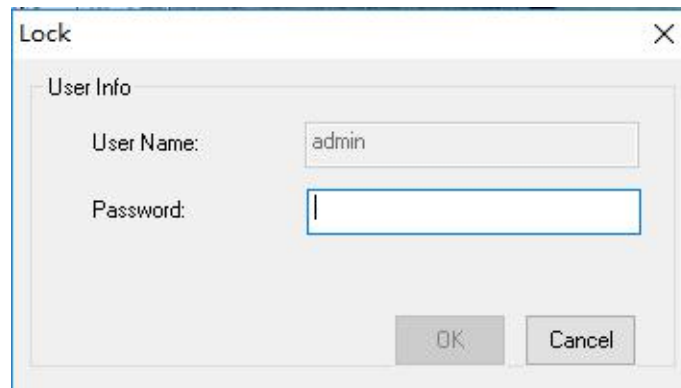 Lock
User Info
User Name:
admin
Password:
OK
Cancel